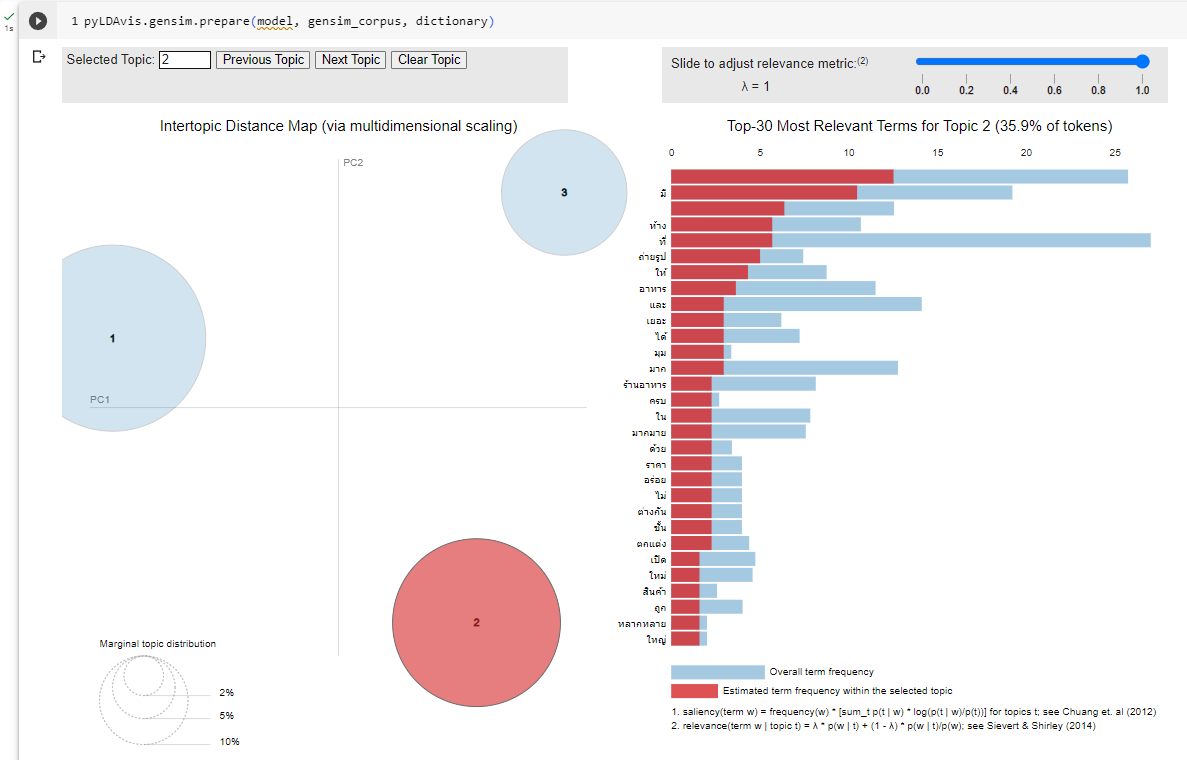 1s
1 pyLDAvis.gensim.prepare(model, gensim_corpus, dictionary)
Selected Topic: 2 Previous Topic Next Topic Clear Topic
Slide to adjust relevance metric:(2)
λ = 1
0.0 0.2 0.4 0.6 0.8 1.0
Intertopic Distance Map (via multidimensional scaling)
PC2
3
1
PC1
2
Marginal topic distribution
2%
5%
10%
Top-30 Most Relevant Terms for Topic 2 (35.9% of tokens)
0 5 10 15 20 25
มี
ห้าง
ที่
ถ่ายรูป
ให้
อาหาร
และ
เยอะ
ได้
มุม
มาก
ร้านอาหาร
ครบ
ใน
มากมาย
ด้วย
ราคา
อร่อย
ไม่
ต่างกัน
ชั้น
ตกแต่ง
เปิด
ใหม่
สินค้า
ถูก
หลากหลาย
ใหญ่
Overall term frequency
Estimated term frequency within the selected topic
1. saliency(term w) = frequency(w) * [sum_t p(t | w) * log(p(t | w)/p(t))] for topics t; see Chuang et. al (2012)
2. relevance(term w | topic t) = λ * p(w | t) + (1 - λ) * p(w | t)/p(w); see Sievert & Shirley (2014)